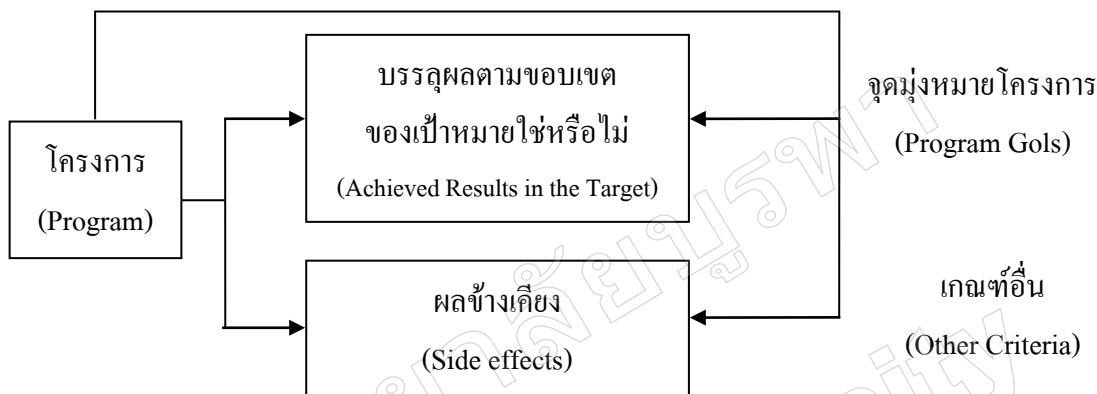 โครงการ
(Program)
บรรลุผลตามขอบเขต
ของเป้าหมายใช่หรือไม่
(Achieved Results in the Target)
จุดมุ่งหมายโครงการ
(Program Gols)
ผลข้างเคียง
(Side effects)
เกณฑ์อื่น
(Other Criteria)